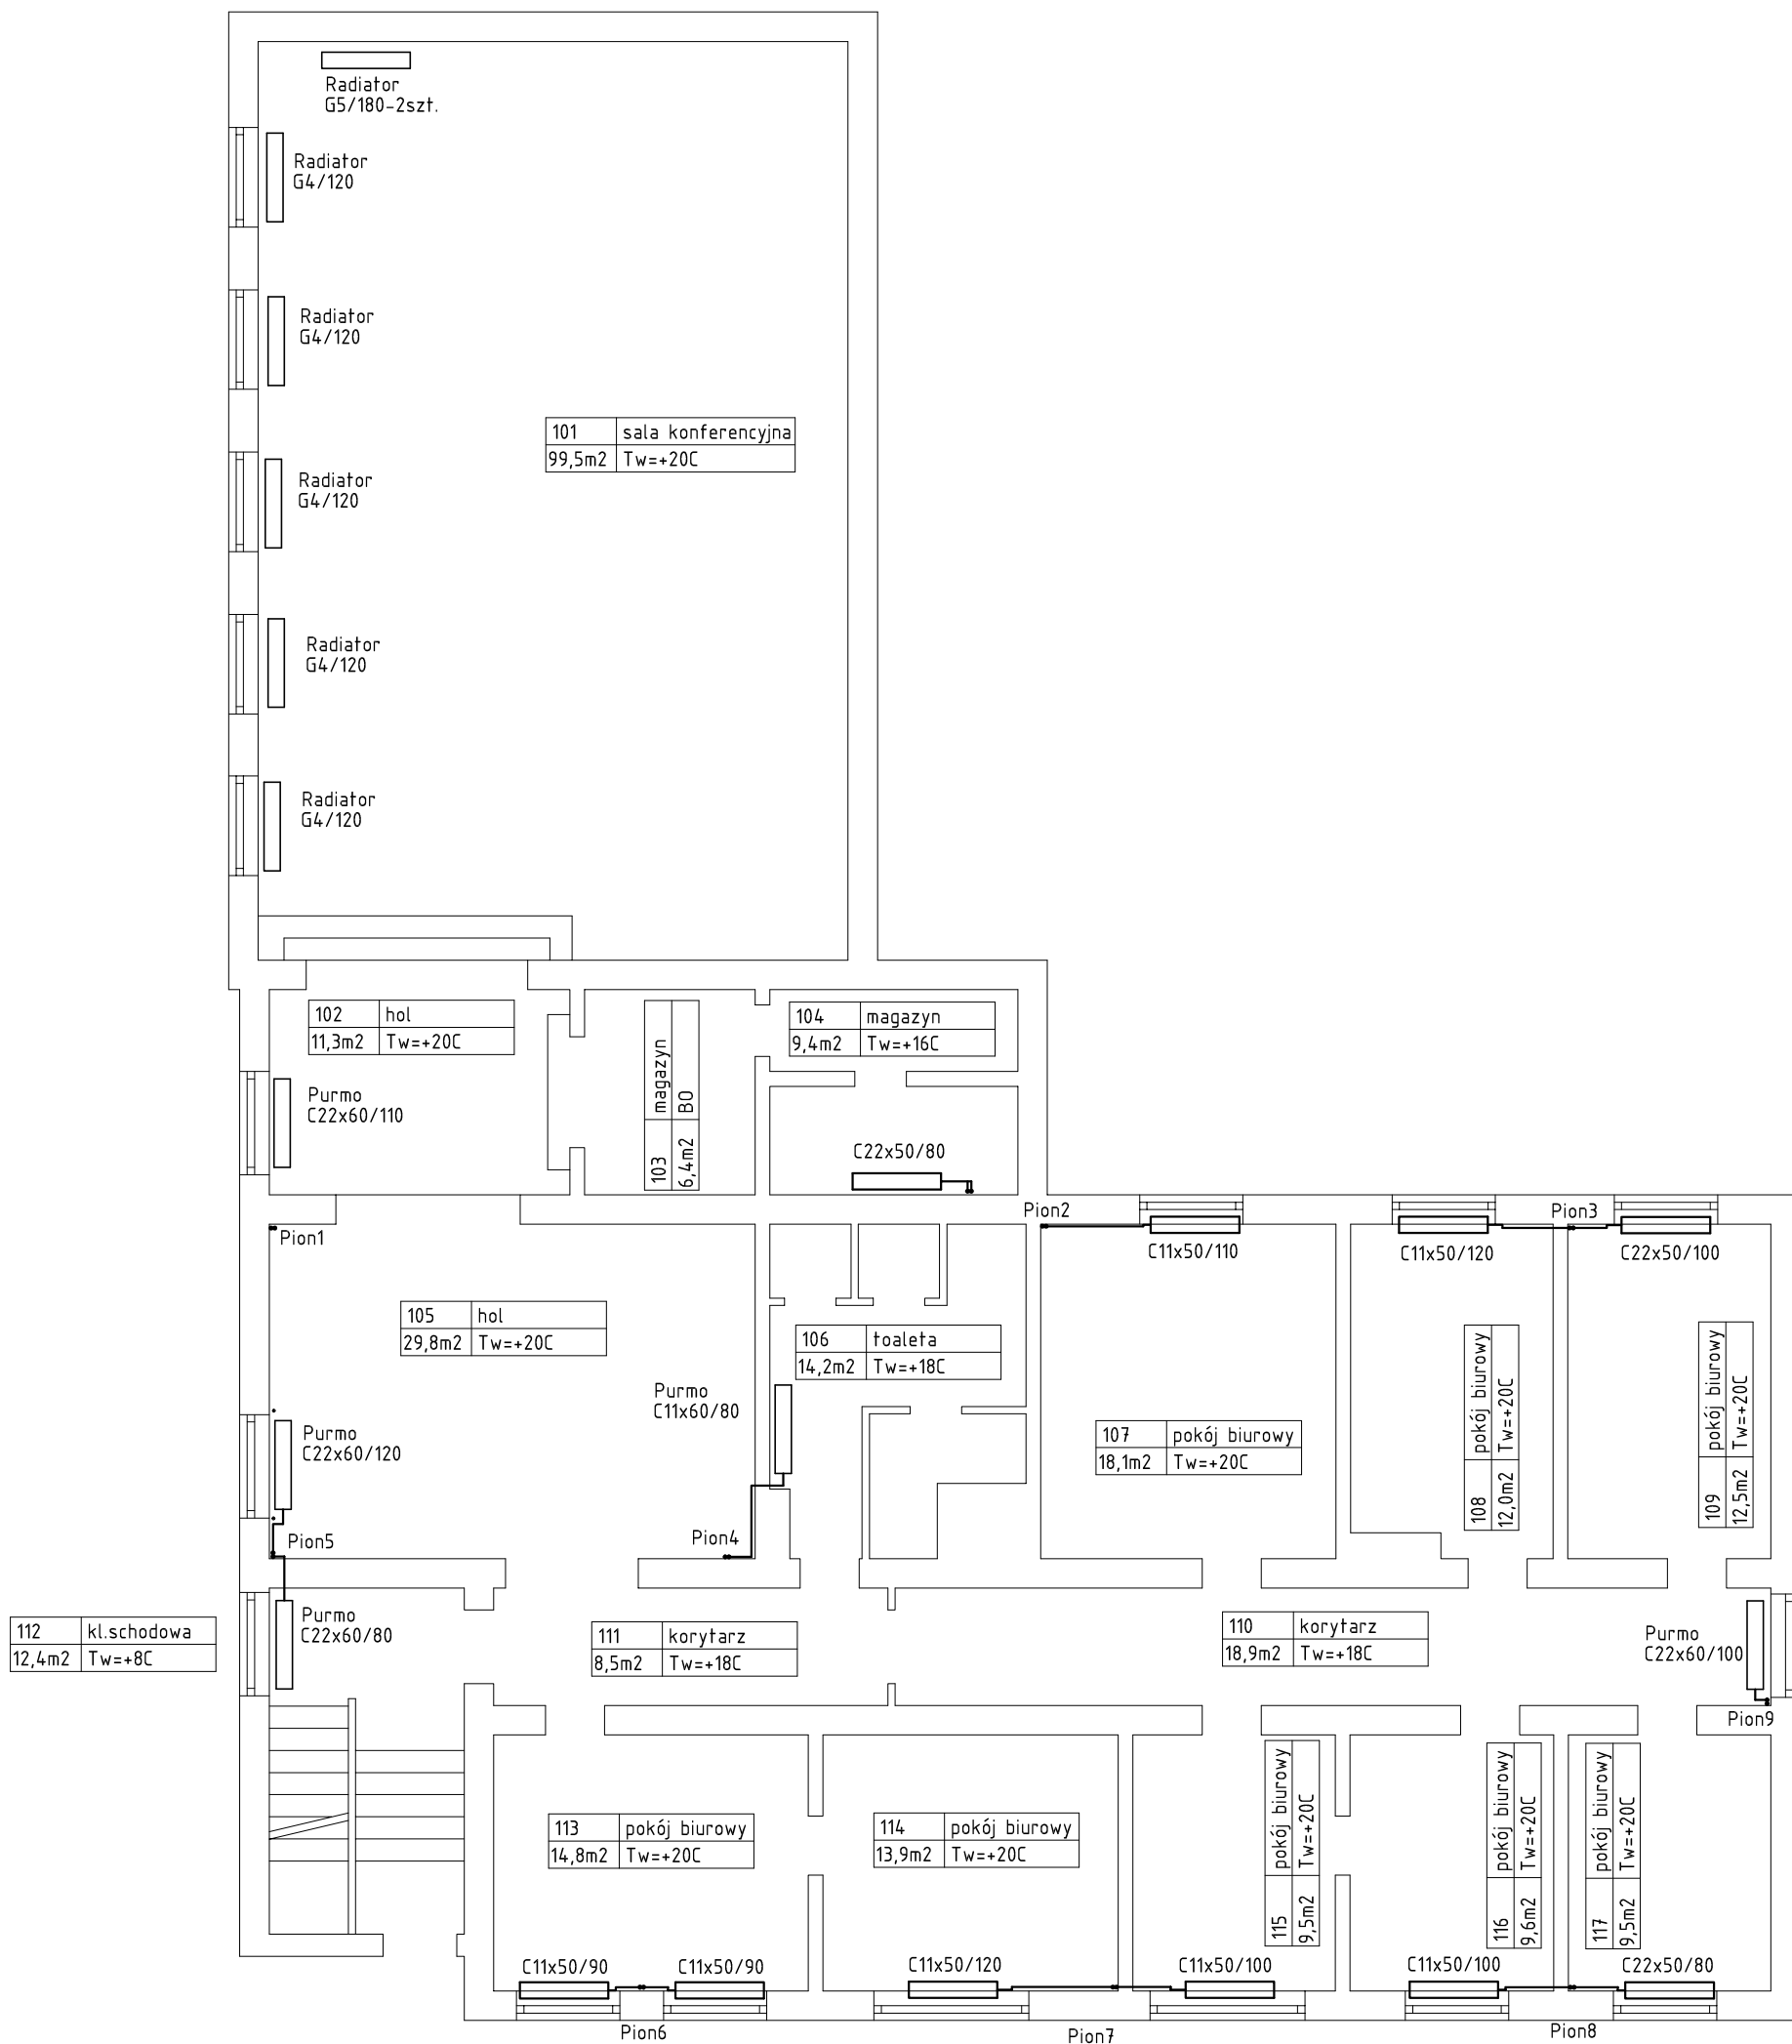 Radiator
G5/180-2szt.
Radiator
G4/120
Radiator
G4/120
101 sala konferencyjna
99,5m2 Tw=+20C
Radiator
G4/120
Radiator
G4/120
Radiator
G4/120
102 hol
11,3m2 Tw=+20C
103 magazyn
6,4m2 BO
104 magazyn
9,4m2 Tw=+16C
Purmo
C22x60/110
C22x50/80
Pion1
Pion2
Pion3
C11x50/110
C11x50/120
C22x50/100
105 hol
29,8m2 Tw=+20C
106 toaleta
14,2m2 Tw=+18C
108 pokój biurowy
12,0m2 Tw=+20C
109 pokój biurowy
12,5m2 Tw=+20C
Purmo
C11x60/80
Purmo
C22x60/120
107 pokój biurowy
18,1m2 Tw=+20C
Pion5
Pion4
112 kl.schodowa
12,4m2 Tw=+8C
Purmo
C22x60/80
111 korytarz
8,5m2 Tw=+18C
110 korytarz
18,9m2 Tw=+18C
Purmo
C22x60/100
Pion9
113 pokój biurowy
14,8m2 Tw=+20C
114 pokój biurowy
13,9m2 Tw=+20C
115 pokój biurowy
9,5m2 Tw=+20C
116 pokój biurowy
9,6m2 Tw=+20C
117 pokój biurowy
9,5m2 Tw=+20C
C11x50/90
C11x50/90
C11x50/120
C11x50/100
C11x50/100
C22x50/80
Pion6
Pion7
Pion8